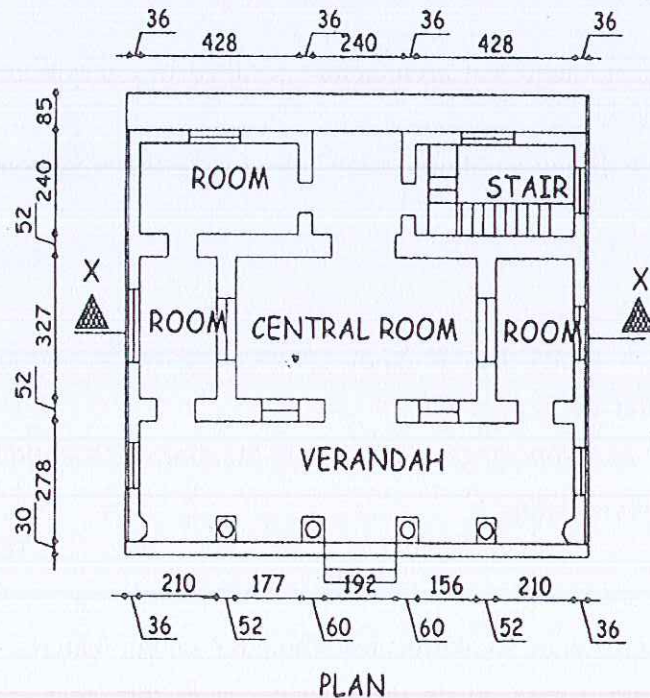 36 36 36 36
428 240 428
85
240
52
327
52
278
30
ROOM STAIR
X X
ROOM CENTRAL ROOM ROOM
VERANDAH
210 177 192 156 210
36 52 60 60 52 36
PLAN